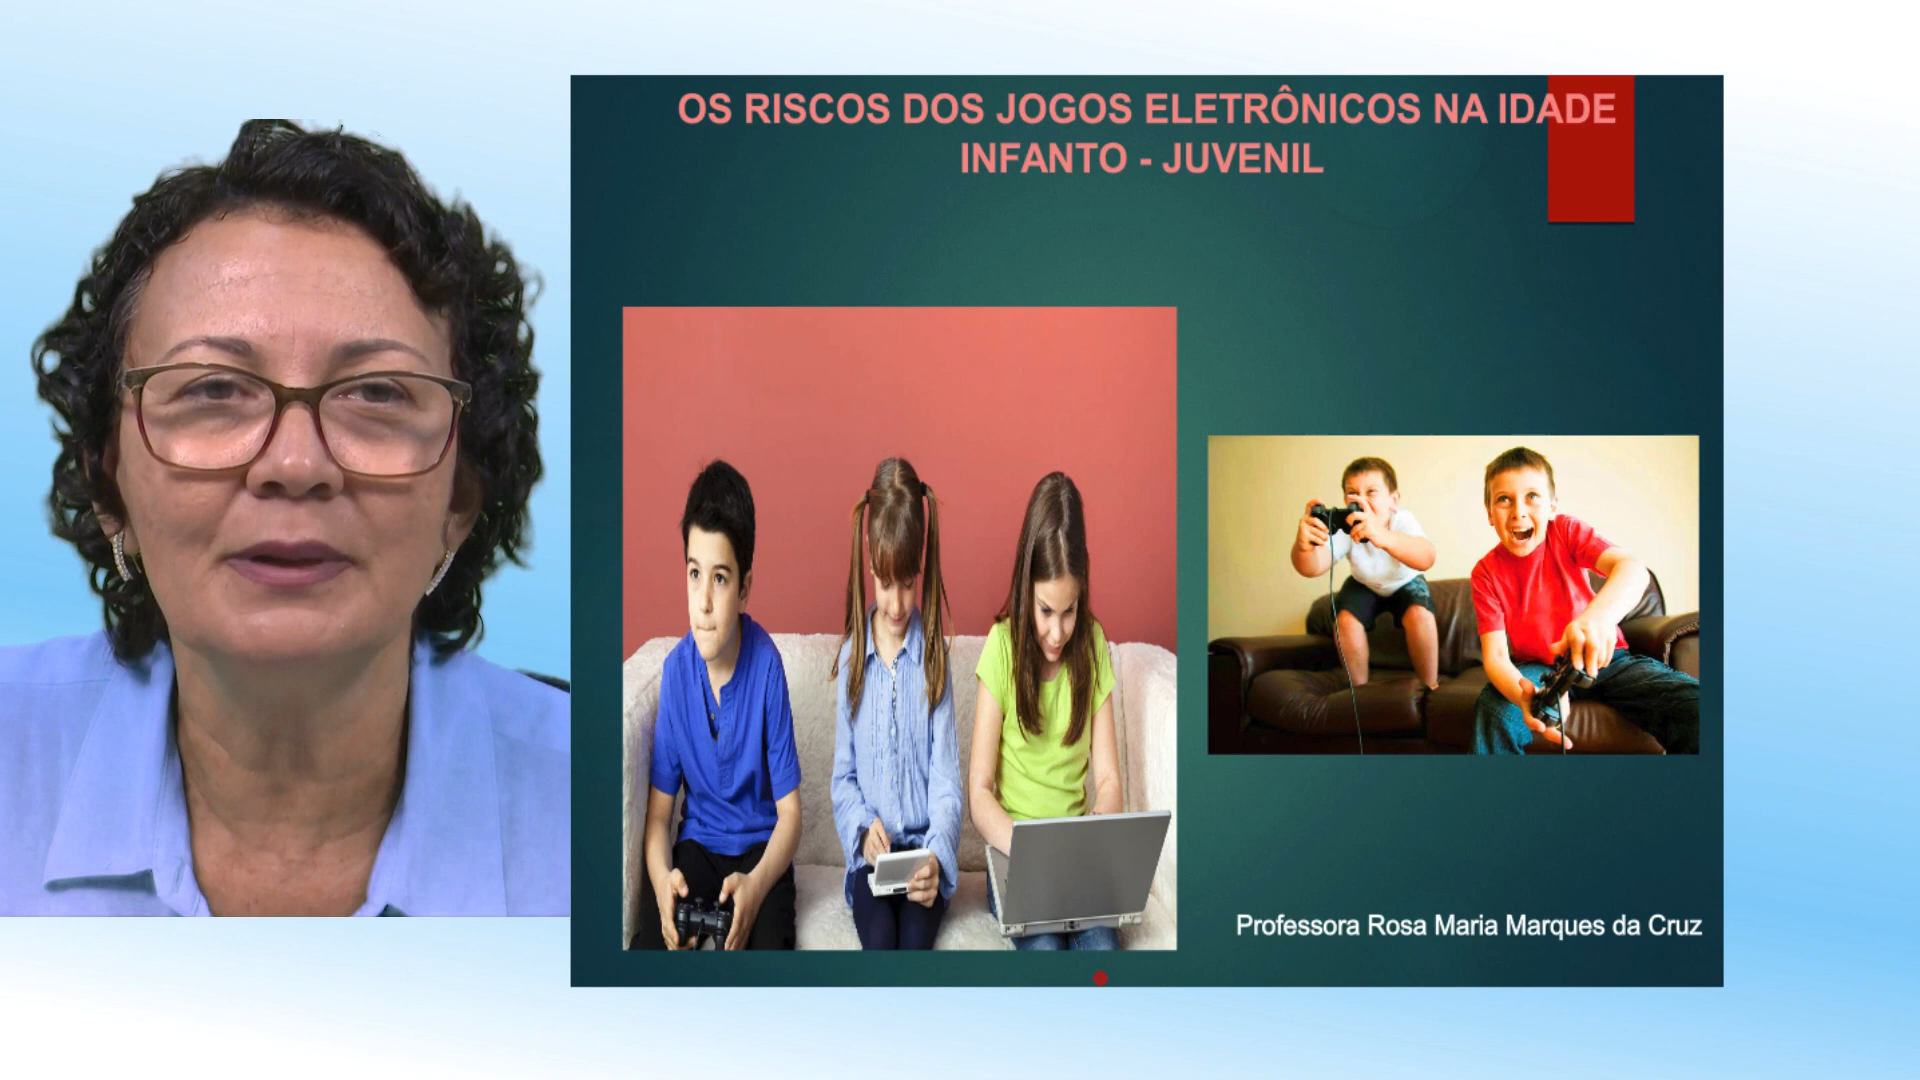 OS RISCOS DOS JOGOS ELETRÔNICOS NA IDADE
INFANTO - JUVENIL
Professora Rosa Maria Marques da Cruz